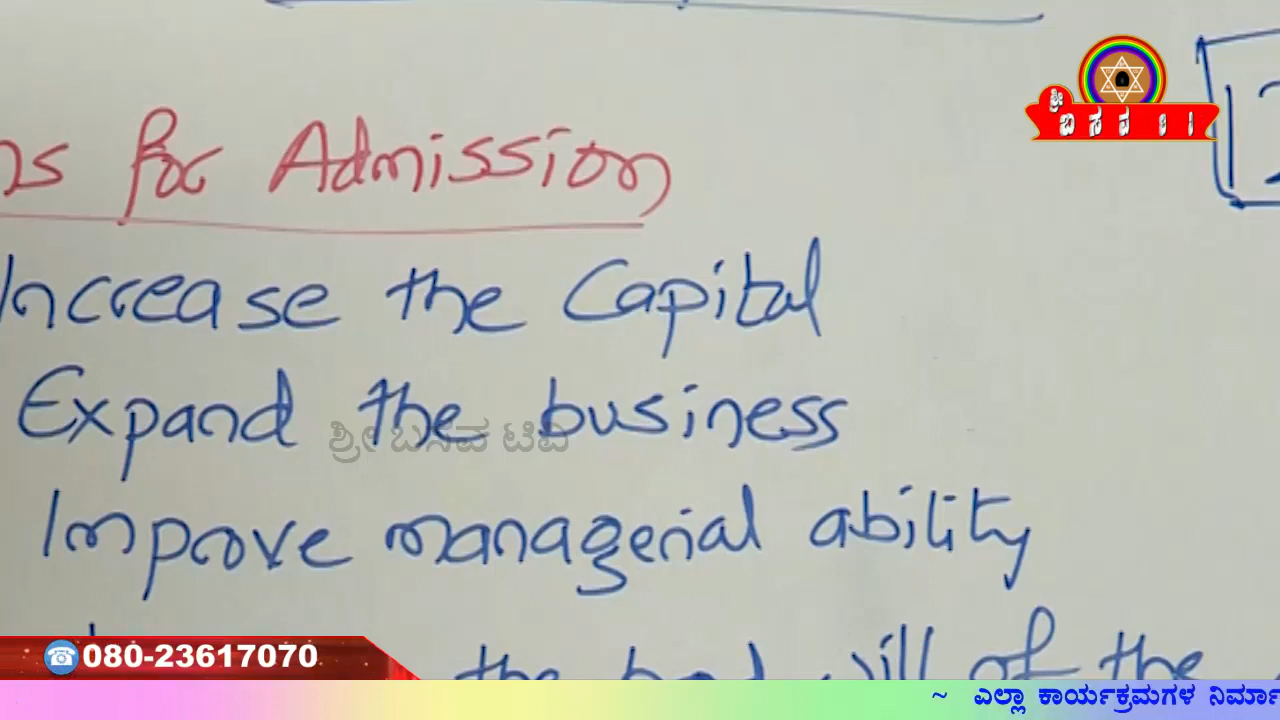 ns for Admission
ಶ್ರೀ
ಬಸವ
Increase the Capital
Expand the business
ಶ್ರೀ ಬಸವ ಟಿವಿ
Improve managerial ability
the will of the
080-23617070
~ ಎಲ್ಲಾ ಕಾರ್ಯಕ್ರಮಗಳ ನಿರ್ಮಾ